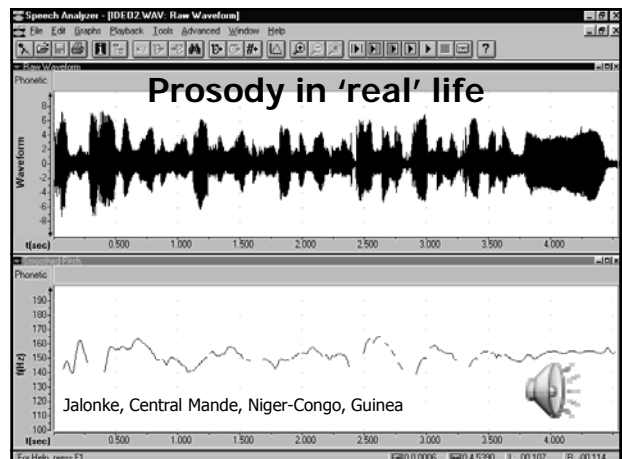 Speech Analyzer - [IDEO2.WAV: Raw Waveform]
File Edit Graphs Playback Tools Advanced Window Help
Raw Waveform
Phonetic
Prosody in ‘real’ life
Waveform
8
6
4
2
0
-2
-4
-6
-8
t(sec) 0.500 1.000 1.500 2.000 2.500 3.000 3.500 4.000
Smoothed Pitch
Phonetic
f(Hz)
190
180
170
160
150
140
130
120
110
100
Jalonke, Central Mande, Niger-Congo, Guinea
t(sec) 0.500 1.000 1.500 2.000 2.500 3.000 3.500 4.000
For Help, press F1